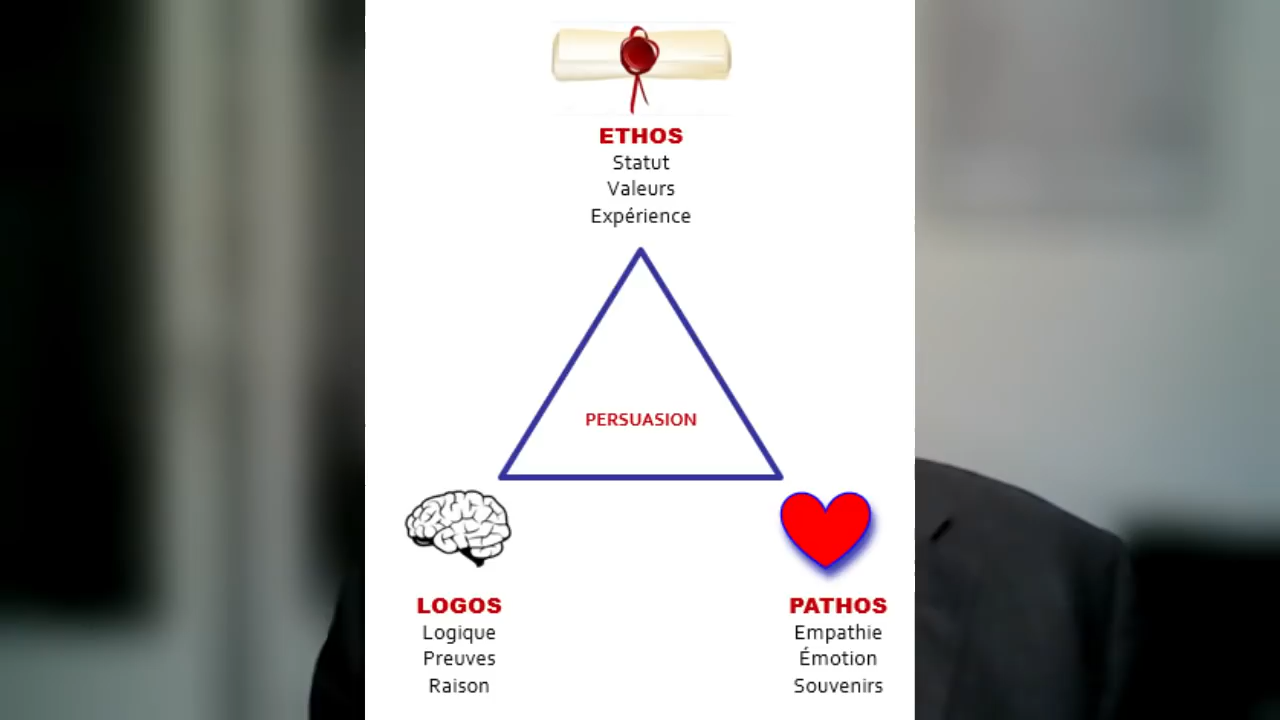 ETHOS
Statut
Valeurs
Expérience
PERSUASION
LOGOS
Logique
Preuves
Raison
PATHOS
Empathie
Émotion
Souvenirs